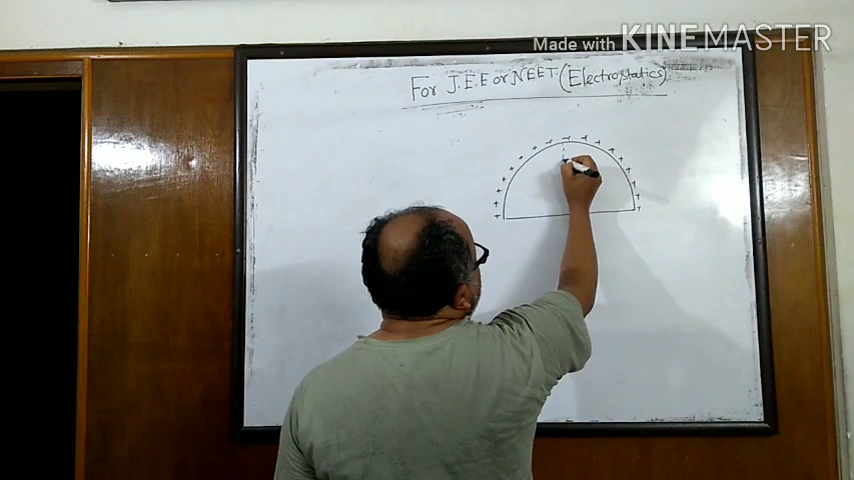 Made with KINEMASTER
For J.E.E or NEET (Electrostatics)
+ + + + + + + + + + + + + + + + + +